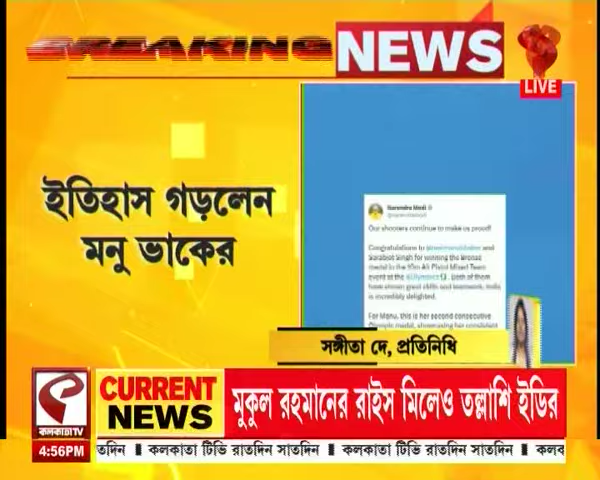 BREAKING NEWS
LIVE
ইতিহাস গড়লেন
মনু ভাকের
Narendra Modi
Our shooters continue to make us proud!
Congratulations to @realmanubhaker and
Sarabjot Singh for winning the Bronze
medal in the 10m Air Pistol Mixed Team
event at the #Olympics. Both of them
have shown great skills and teamwork. India
is incredibly delighted.
For Manu, this is her second consecutive
Olympic medal, showcasing her consistent
সঙ্গীতা দে, প্রতিনিধি
কলকাতা TV
CURRENT
NEWS
মুকুল রহমানের রাইস মিলেও তল্লাশি ইডির
4:56PM
তদিন ▮ কলকাতা টিভি রাতদিন সাতদিন ▮ কলকাতা টিভি রাতদিন সাতদিন ▮ কলব